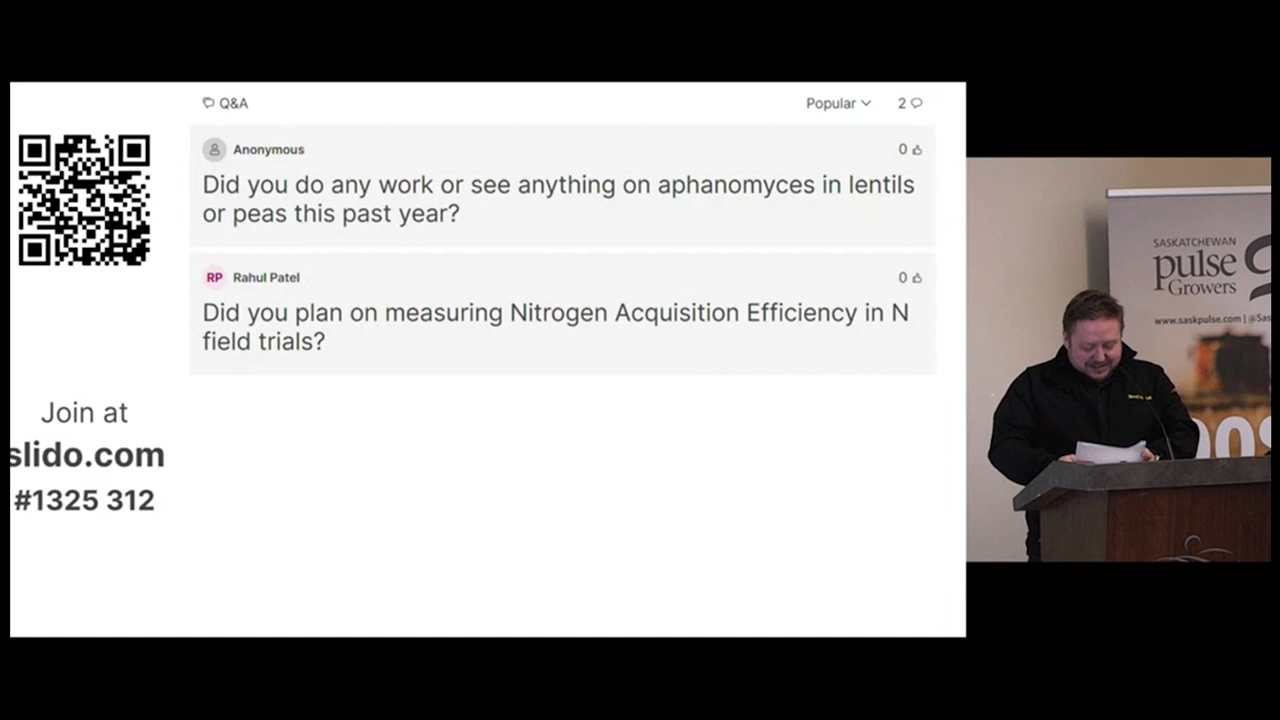 Q&A
Popular
2
Anonymous
0
Did you do any work or see anything on aphanomyces in lentils
or peas this past year?
RP
Rahul Patel
0
Did you plan on measuring Nitrogen Acquisition Efficiency in N
field trials?
Join at
slido.com
#1325 312
SASKATCHEWAN
pulse
Growers
www.saskpulse.com | @Sas